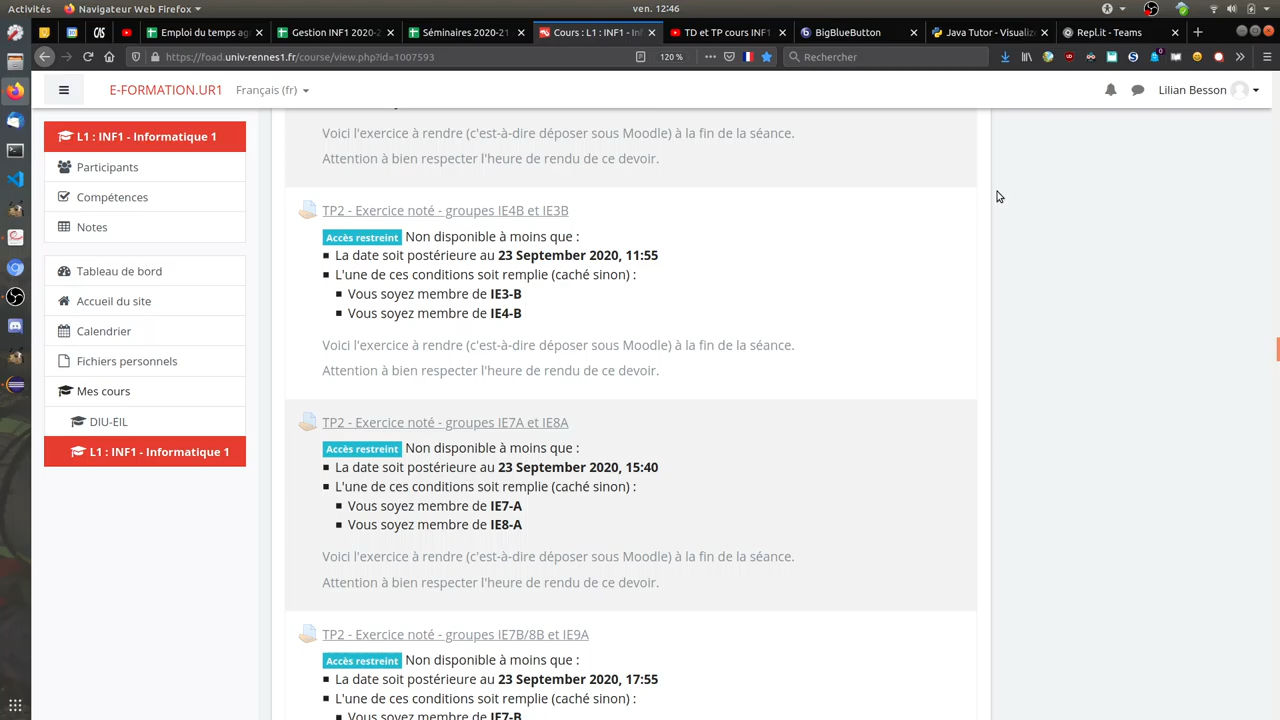 Activités
Navigateur Web Firefox
ven. 12:46
Emploi du temps ag
Gestion INF1 2020-2
Séminaires 2020-21
Cours : L1 : INF1 - In
TD et TP cours INF1
BigBlueButton
Java Tutor - Visualiz
Repl.it - Teams
https://foad.univ-rennes1.fr/course/view.php?id=1007593
120 %
Rechercher
E-FORMATION.UR1
Français (fr)
Lilian Besson
L1 : INF1 - Informatique 1
Participants
Compétences
Notes
Tableau de bord
Accueil du site
Calendrier
Fichiers personnels
Mes cours
DIU-EIL
L1 : INF1 - Informatique 1
Voici l'exercice à rendre (c'est-à-dire déposer sous Moodle) à la fin de la séance.
Attention à bien respecter l'heure de rendu de ce devoir.
TP2 - Exercice noté - groupes IE4B et IE3B
Accès restreint Non disponible à moins que :
La date soit postérieure au 23 September 2020, 11:55
L'une de ces conditions soit remplie (caché sinon) :
Vous soyez membre de IE3-B
Vous soyez membre de IE4-B
Voici l'exercice à rendre (c'est-à-dire déposer sous Moodle) à la fin de la séance.
Attention à bien respecter l'heure de rendu de ce devoir.
TP2 - Exercice noté - groupes IE7A et IE8A
Accès restreint Non disponible à moins que :
La date soit postérieure au 23 September 2020, 15:40
L'une de ces conditions soit remplie (caché sinon) :
Vous soyez membre de IE7-A
Vous soyez membre de IE8-A
Voici l'exercice à rendre (c'est-à-dire déposer sous Moodle) à la fin de la séance.
Attention à bien respecter l'heure de rendu de ce devoir.
TP2 - Exercice noté - groupes IE7B/8B et IE9A
Accès restreint Non disponible à moins que :
La date soit postérieure au 23 September 2020, 17:55
L'une de ces conditions soit remplie (caché sinon) :
Vous soyez membre de IE7-B